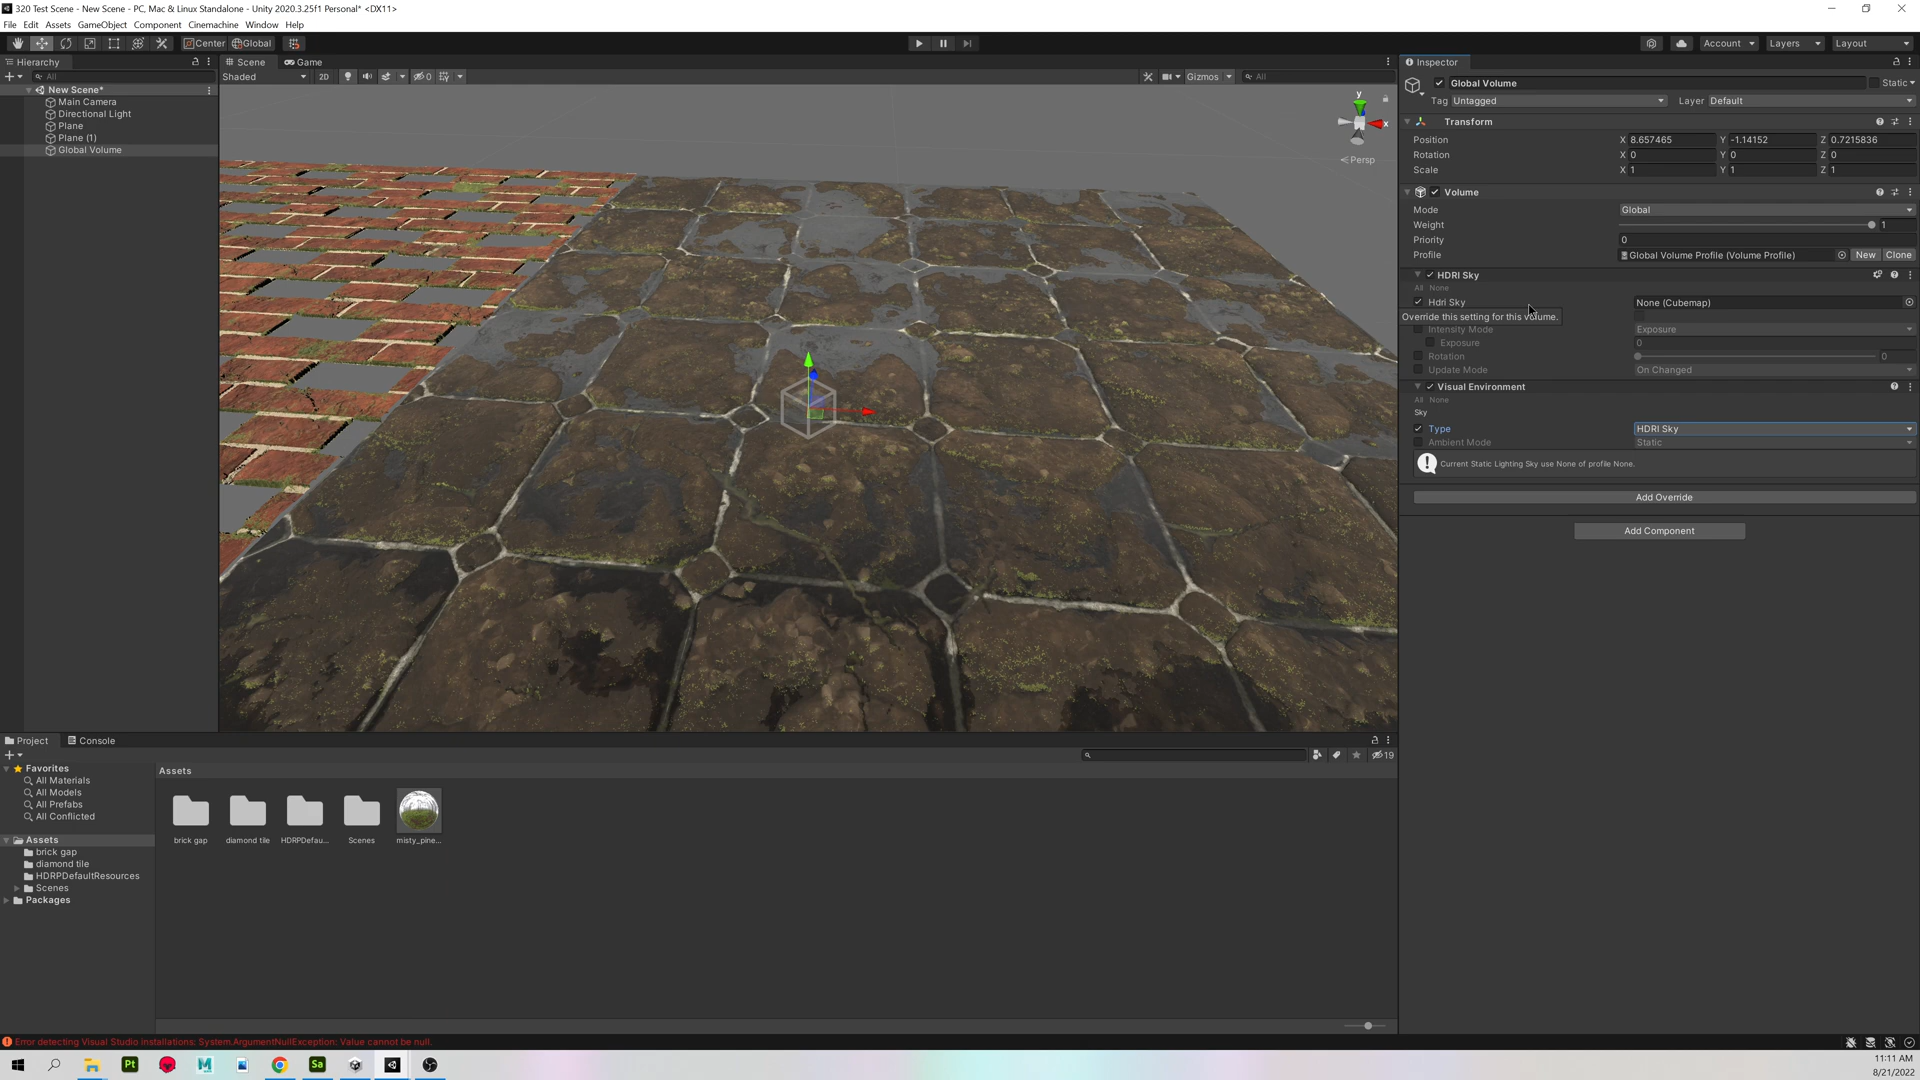 320 Test Scene - New Scene - PC, Mac & Linux Standalone - Unity 2020.3.25f1 Personal* <DX11>
File Edit Assets GameObject Component Cinemachine Window Help
Center Global Account Layers Layout
Hierarchy
All
New Scene*
Main Camera
Directional Light
Plane
Plane (1)
Global Volume
Scene Game
Shaded 2D 0 Gizmos All
y
x
Persp
Inspector
Global Volume Static
Tag Untagged Layer Default
Transform
Position X 8.657465 Y -1.14152 Z 0.7215836
Rotation X 0 Y 0 Z 0
Scale X 1 Y 1 Z 1
Volume
Mode Global
Weight 1
Priority 0
Profile Global Volume Profile (Volume Profile) New Clone
HDRI Sky
All None
Hdri Sky None (Cubemap)
Override this setting for this volume.
Intensity Mode Exposure
Exposure 0
Rotation 0
Update Mode On Changed
Visual Environment
All None
Sky
Type HDRI Sky
Ambient Mode Static
Current Static Lighting Sky use None of profile None.
Add Override
Add Component
Project Console
19
Favorites
All Materials
All Models
All Prefabs
All Conflicted
Assets
brick gap
diamond tile
HDRPDefaultResources
Scenes
Packages
Assets
brick gap diamond tile HDRPDefau... Scenes misty_pine...
Error detecting Visual Studio installations: System.ArgumentNullException: Value cannot be null.
Pt M Sa
11:11 AM
8/21/2022